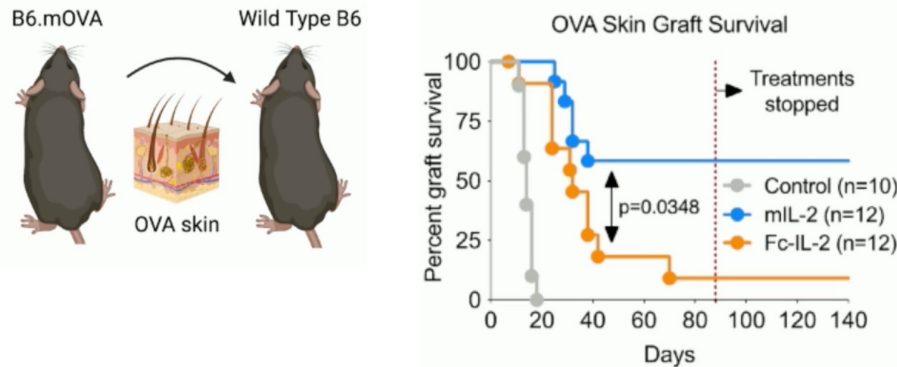 B6.mOVA
Wild Type B6
OVA skin
OVA Skin Graft Survival
Percent graft survival
100
75
50
25
0
Treatments
stopped
p=0.0348
Control (n=10)
mIL-2 (n=12)
Fc-IL-2 (n=12)
0 20 40 60 80 100 120 140
Days